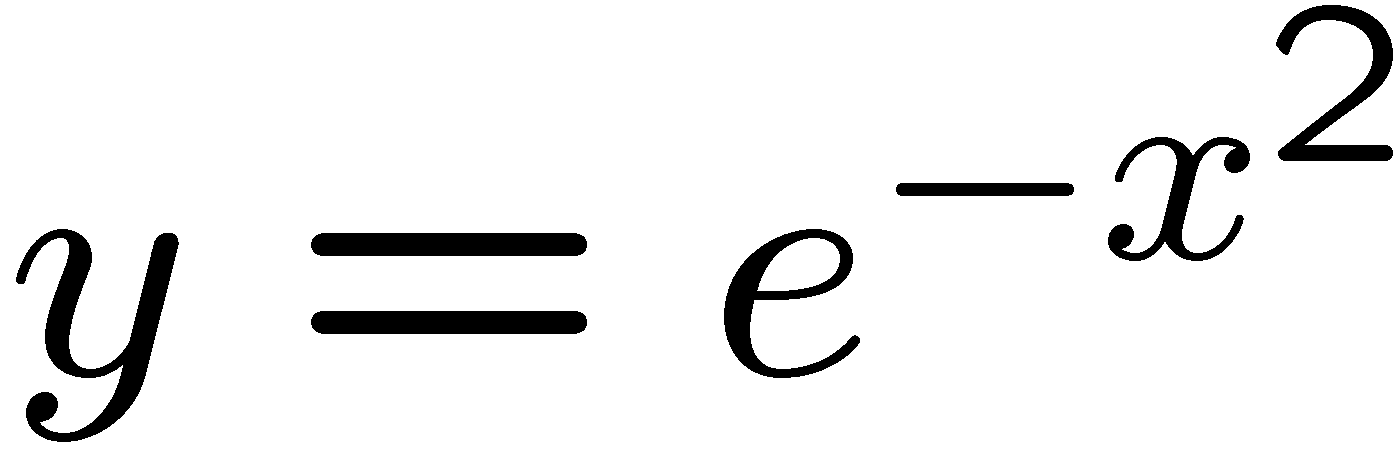 y = e^{-x^2}